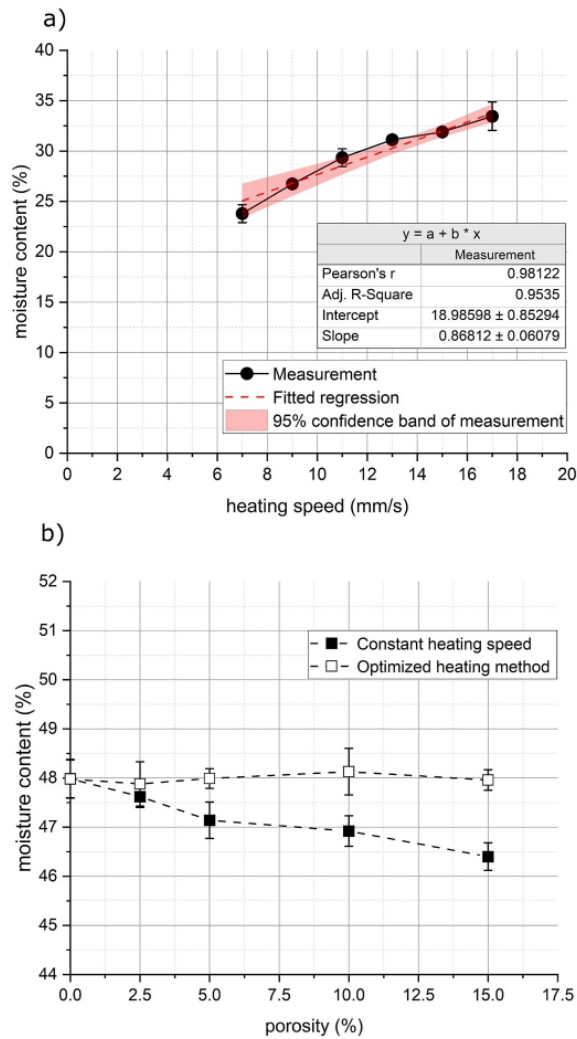 a)
40
35
30
25
20
15
10
5
0
moisture content (%)
y = a + b * x
Measurement
Pearson's r 0.98122
Adj. R-Square 0.9535
Intercept 18.98598 ± 0.85294
Slope 0.86812 ± 0.06079
Measurement
Fitted regression
95% confidence band of measurement
0 2 4 6 8 10 12 14 16 18 20
heating speed (mm/s)
b)
52
51
50
49
48
47
46
45
44
moisture content (%)
Constant heating speed
Optimized heating method
0.0 2.5 5.0 7.5 10.0 12.5 15.0 17.5
porosity (%)